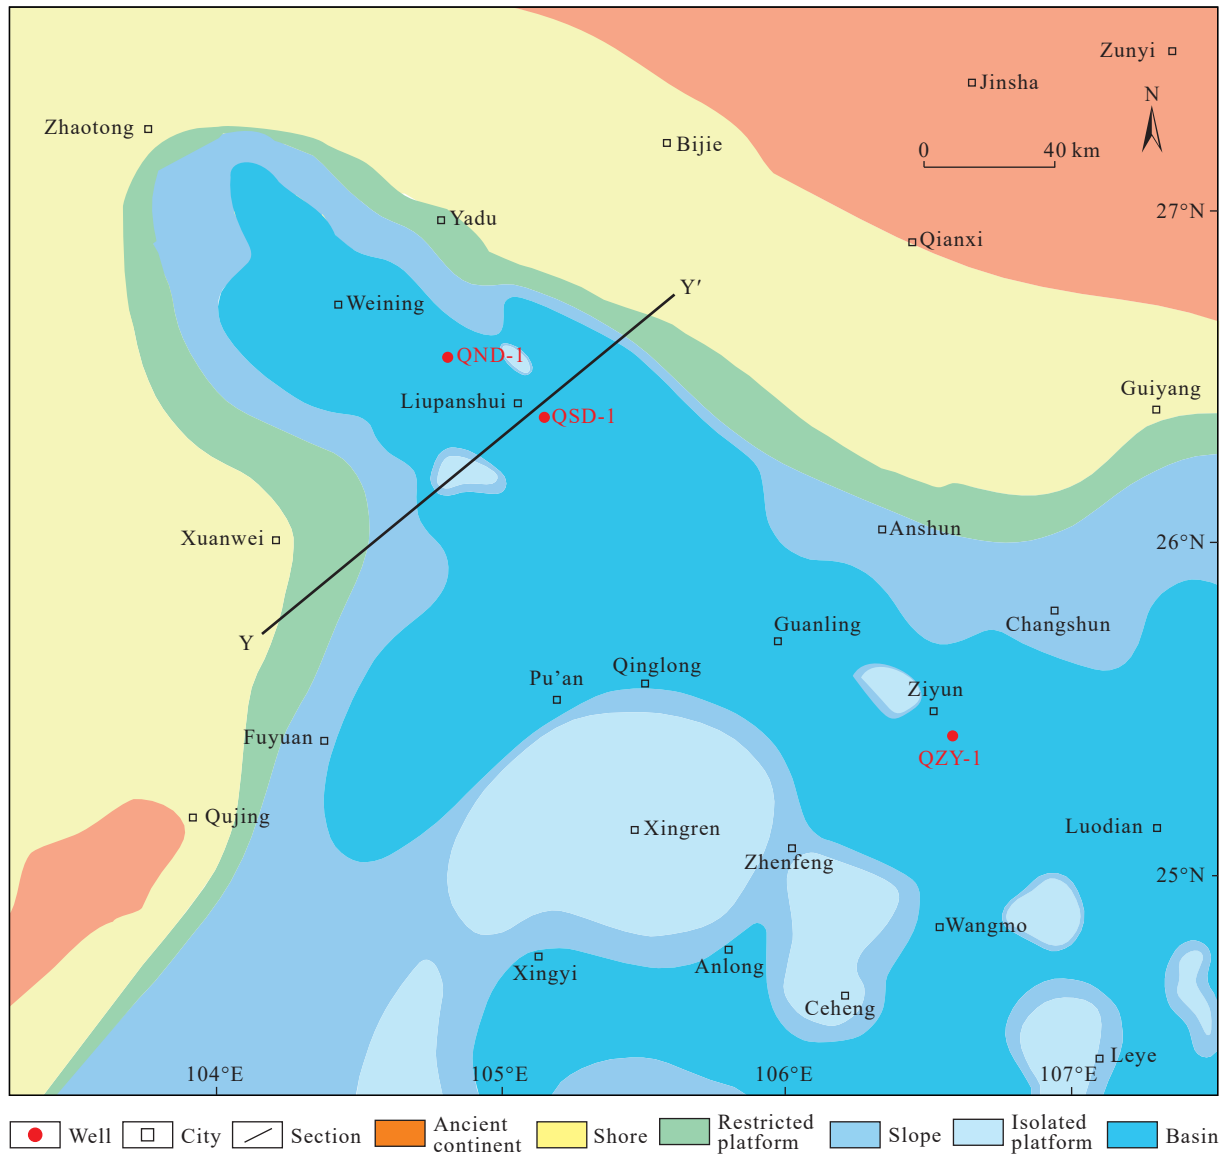 Zunyi
Jinsha
N
Zhaotong
Bijie
0
40 km
27°N
Yadu
Qianxi
Y′
Weining
QND-1
Guiyang
Liupanshui
QSD-1
Xuanwei
Anshun
26°N
Guanling
Changshun
Y
Qinglong
Pu’an
Ziyun
Fuyuan
QZY-1
Qujing
Xingren
Luodian
Zhenfeng
25°N
Wangmo
Xingyi
Anlong
Ceheng
Leye
104°E
105°E
106°E
107°E
Well
City
Section
Ancient
continent
Shore
Restricted
platform
Slope
Isolated
platform
Basin